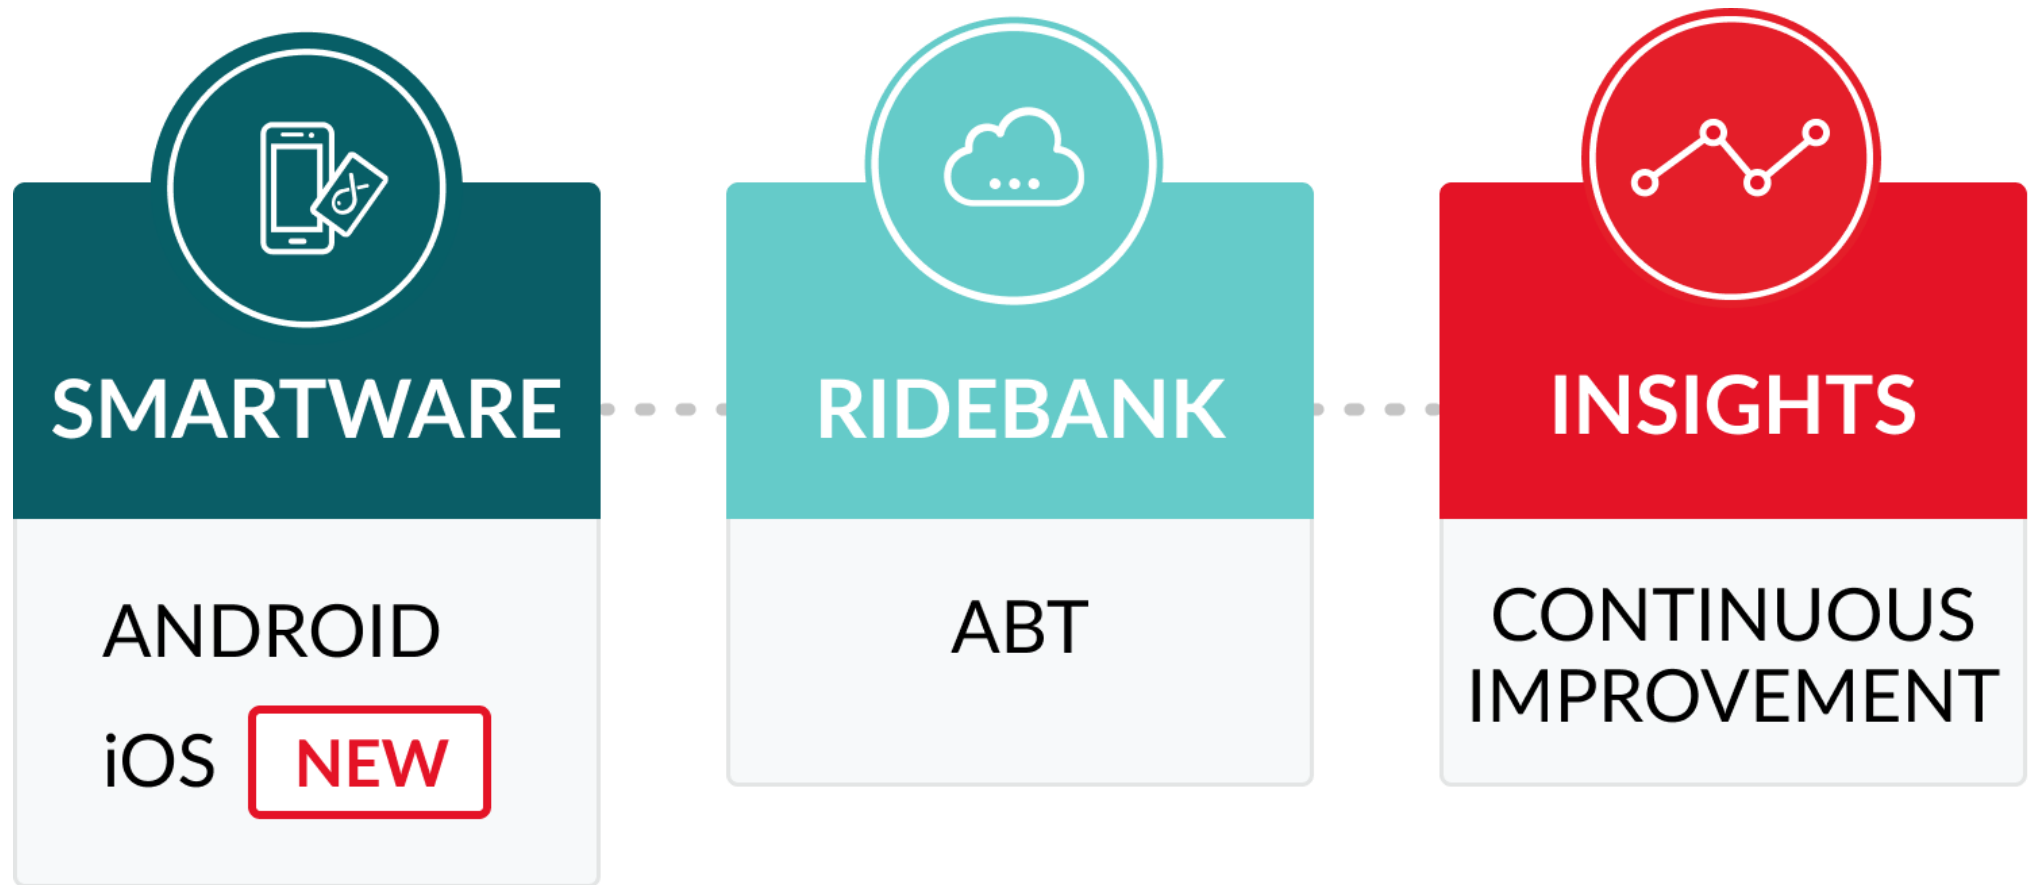 SMARTWARE
ANDROID
iOS NEW
RIDEBANK
ABT
INSIGHTS
CONTINUOUS
IMPROVEMENT